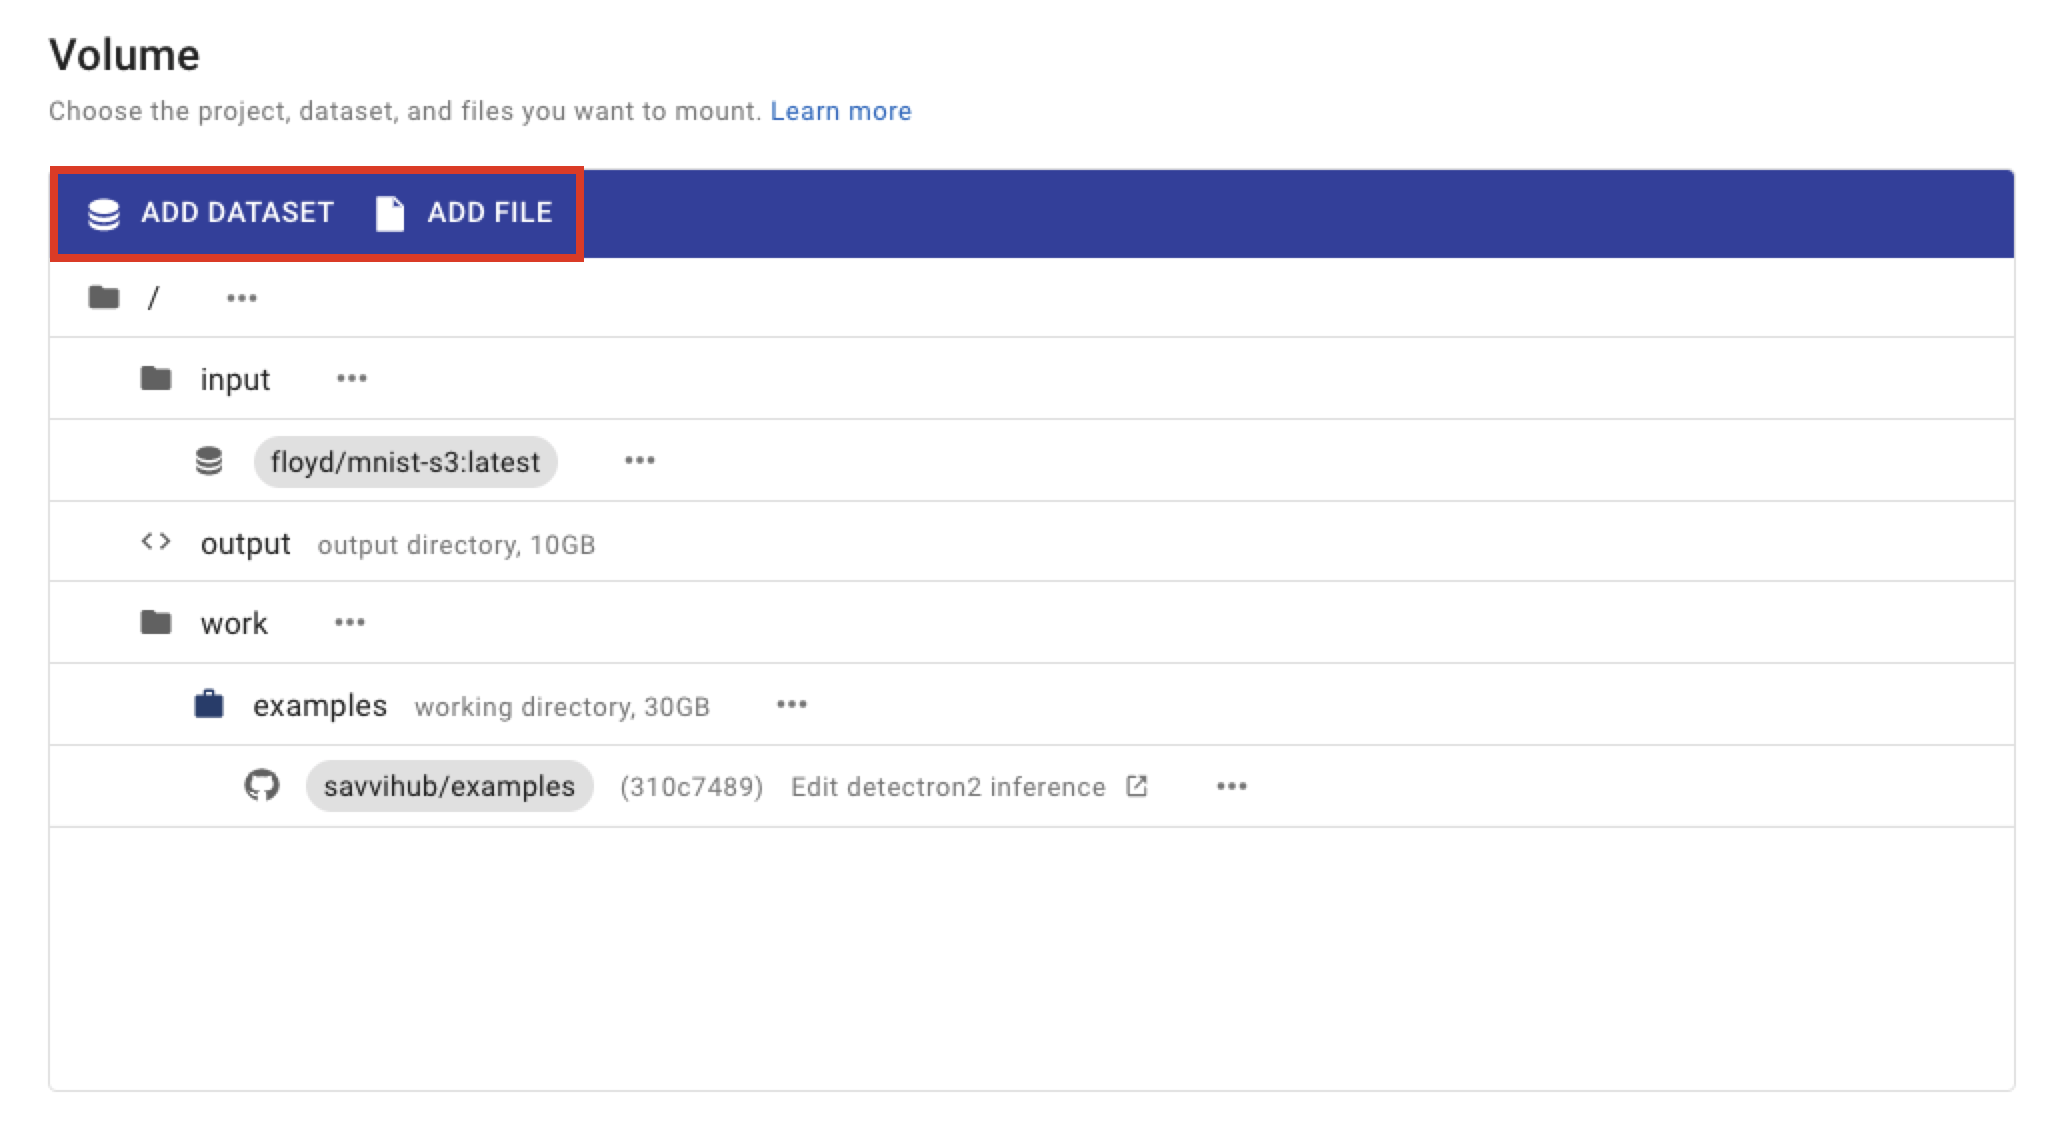 Volume
Choose the project, dataset, and files you want to mount. Learn more
ADD DATASET ADD FILE
/ •••
input •••
floyd/mnist-s3:latest •••
<> output output directory, 10GB
work •••
examples working directory, 30GB •••
savvihub/examples (310c7489) Edit detectron2 inference •••